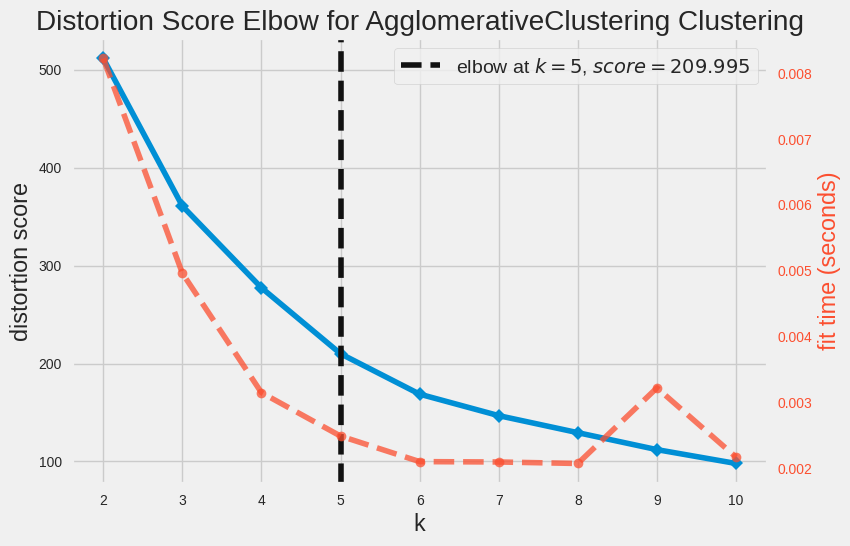 Distortion Score Elbow for AgglomerativeClustering Clustering
elbow at k = 5, score = 209.995
distortion score
500
400
300
200
100
0.008
0.007
0.006
0.005
0.004
0.003
0.002
fit time (seconds)
2 3 4 5 6 7 8 9 10
k